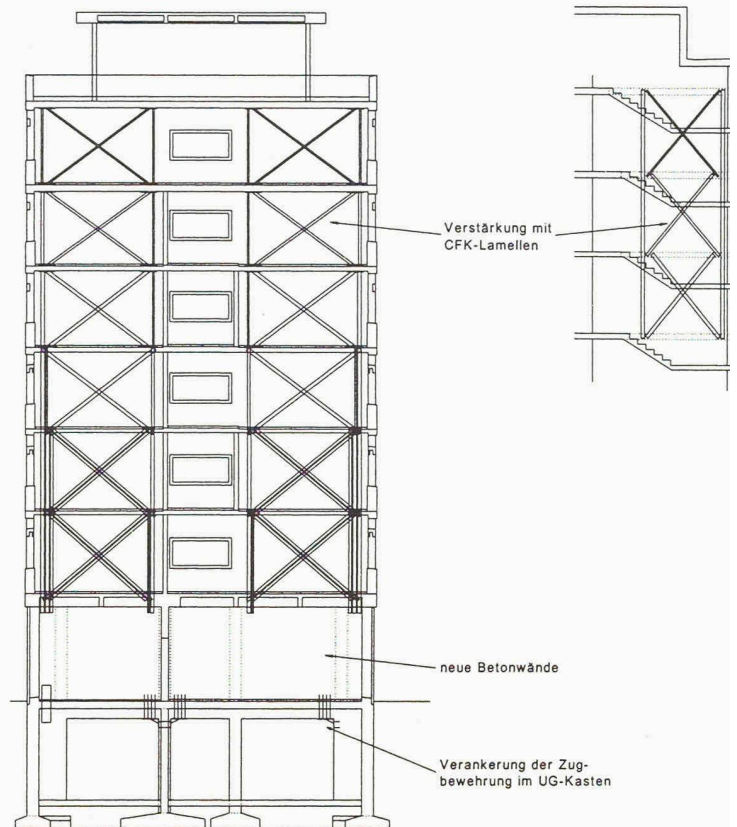 Verstärkung mit
CFK-Lamellen
neue Betonwände
Verankerung der Zug-
bewehrung im UG-Kasten